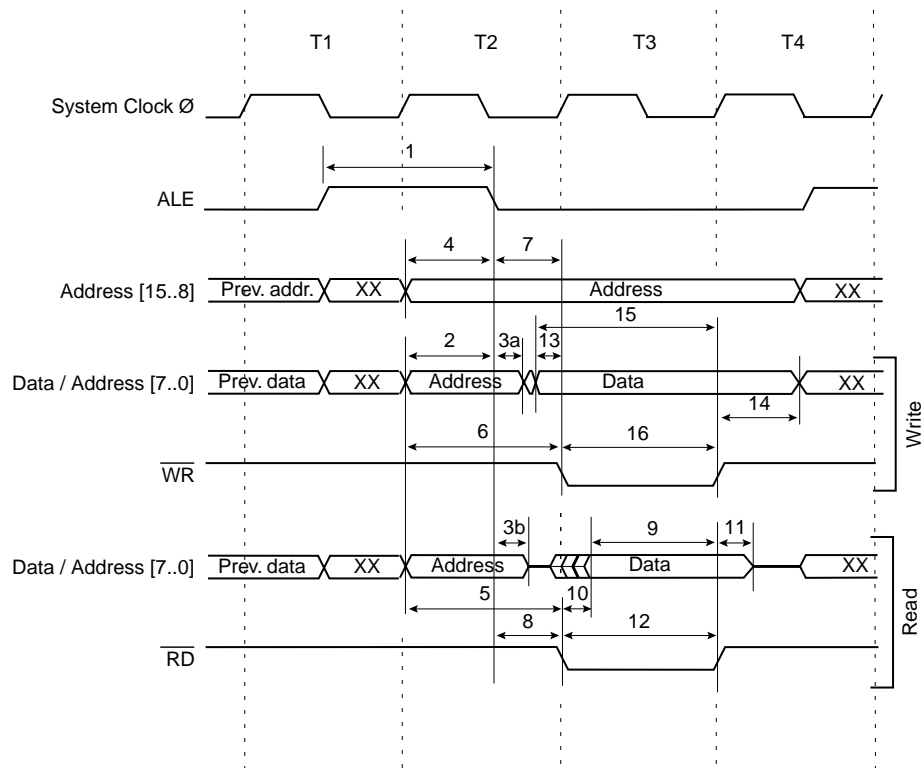 T1 T2 T3 T4
System Clock Ø
1
ALE
4 7
Address [15..8] Prev. addr. XX Address XX
15
2 3a 13
Data / Address [7..0] Prev. data XX Address Data XX
14
6 16
WR
Write
3b 9 11
Data / Address [7..0] Prev. data XX Address Data XX
5 10
8 12
RD
Read